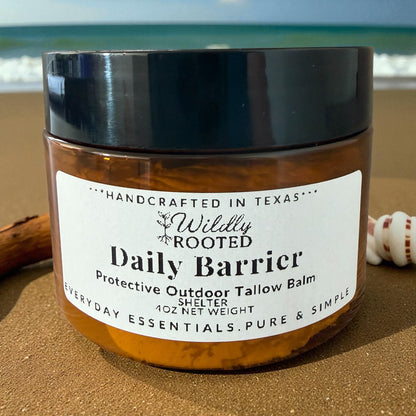 ***HANDCRAFTED IN TEXAS***
Wildly
ROOTED
Daily Barrier
Protective Outdoor Tallow Balm
SHELTER
4OZ NET WEIGHT
EVERYDAY ESSENTIALS.PURE & SIMPLE